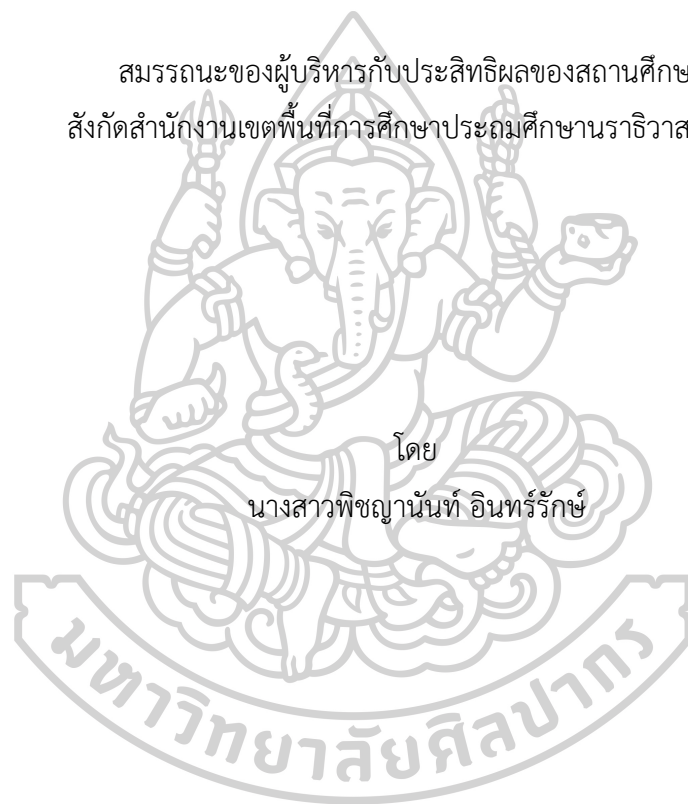 สมรรถนะของผู้บริหารกับประสิทธิผลของสถานศึกษ
สังกัดสำนักงานเขตพื้นที่การศึกษาประถมศึกษานราธิวาส
โดย
นางสาวพิชญานันท์ อินทร์รักษ์
มหาวิทยาลัยศิลปากร